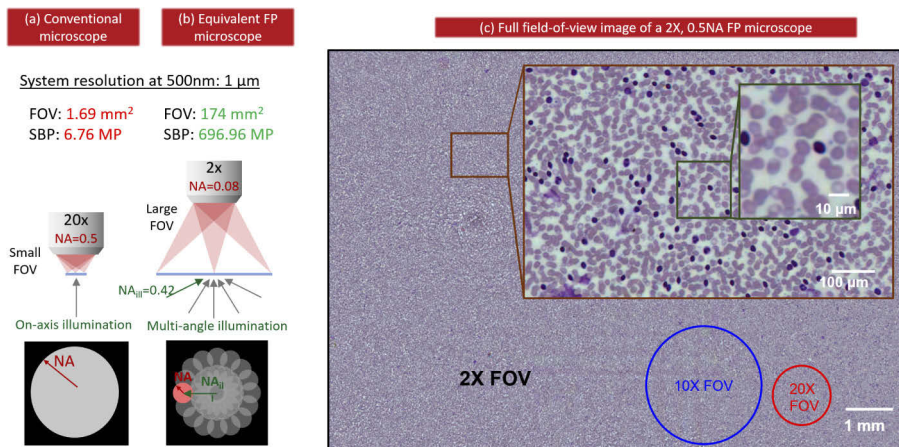 (a) Conventional
microscope
(b) Equivalent FP
microscope
(c) Full field-of-view image of a 2X, 0.5NA FP microscope
System resolution at 500nm: 1 μm
FOV: 1.69 mm²
SBP: 6.76 MP
FOV: 174 mm²
SBP: 696.96 MP
20x
NA=0.5
Small
FOV
On-axis illumination
NA
2x
NA=0.08
Large
FOV
NAill=0.42
Multi-angle illumination
NA
NAil
10 μm
100 μm
2X FOV
10X FOV
20X
FOV
1 mm